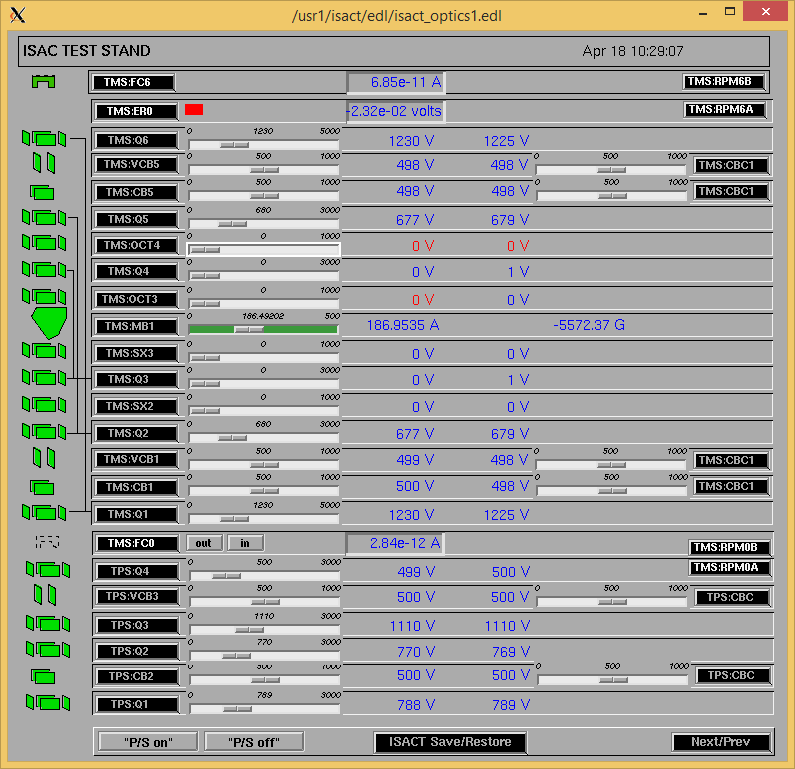 /usr1/isact/edl/isact_optics1.edl
ISAC TEST STAND Apr 18 10:29:07
TMS:FC6 6.85e-11 A TMS:RPM6B
TMS:ER0 -2.32e-02 volts TMS:RPM6A
TMS:Q6 0 1230 5000 1230 V 1225 V
TMS:VCB5 0 500 1000 498 V 498 V 0 500 1000 TMS:CBC1
TMS:CB5 0 500 1000 498 V 498 V 0 500 1000 TMS:CBC1
TMS:Q5 0 680 3000 677 V 679 V
TMS:OCT4 0 0 1000 0 V 0 V
TMS:Q4 0 0 3000 0 V 1 V
TMS:OCT3 0 0 1000 0 V 0 V
TMS:MB1 0 186.49202 500 186.9535 A -5572.37 G
TMS:SX3 0 0 1000 0 V 0 V
TMS:Q3 0 0 3000 0 V 1 V
TMS:SX2 0 0 1000 0 V 0 V
TMS:Q2 0 680 3000 677 V 679 V
TMS:VCB1 0 500 1000 499 V 498 V 0 500 1000 TMS:CBC1
TMS:CB1 0 500 1000 500 V 498 V 0 500 1000 TMS:CBC1
TMS:Q1 0 1230 5000 1230 V 1225 V
TMS:FC0 out in 2.84e-12 A TMS:RPM0B
TPS:Q4 0 500 3000 499 V 500 V TMS:RPM0A
TPS:VCB3 0 500 1000 500 V 500 V 0 500 1000 TPS:CBC
TPS:Q3 0 1110 3000 1110 V 1110 V
TPS:Q2 0 770 3000 770 V 769 V
TPS:CB2 0 500 1000 500 V 500 V 0 500 1000 TPS:CBC
TPS:Q1 0 789 3000 788 V 789 V
"P/S on" "P/S off" ISACT Save/Restore Next/Prev